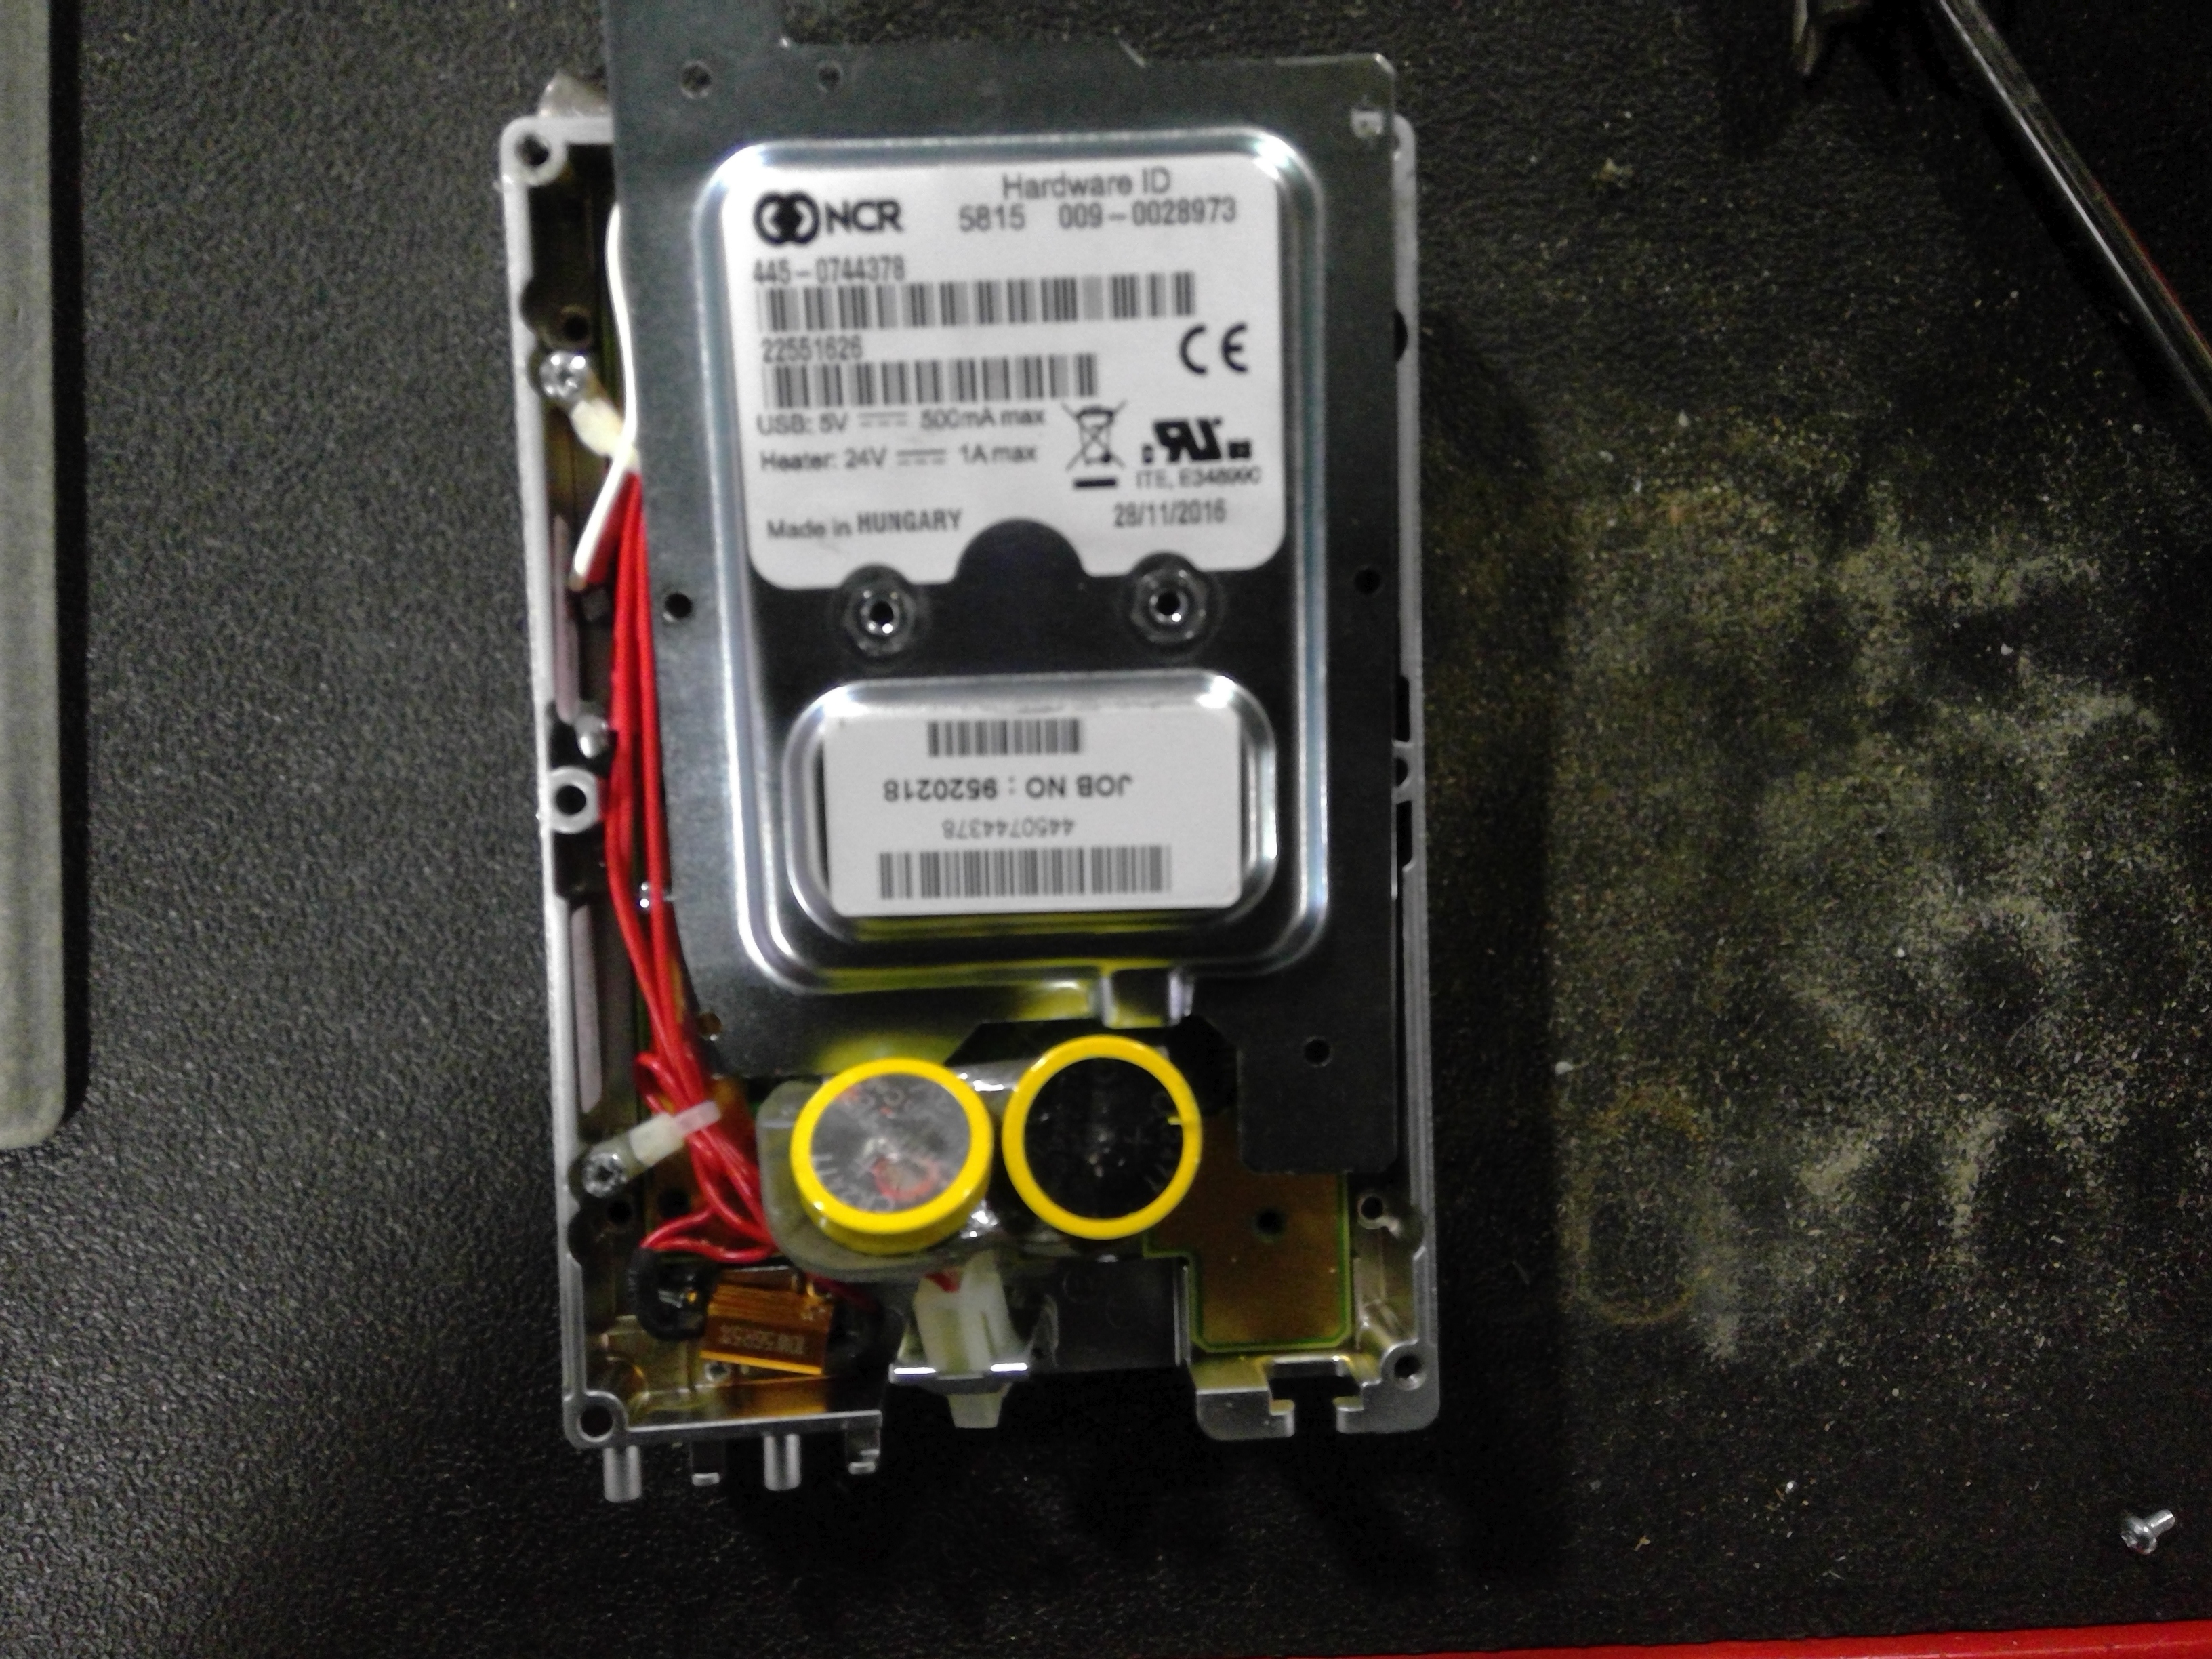 Hardware ID
NCR 5815 009-0028973
445-0744378
22551626
CE
USB: 5V 500mA max
Heater: 24V 1A max
ITE,
Made in HUNGARY 28/11/2016
4450744378
JOB NO : 9520218